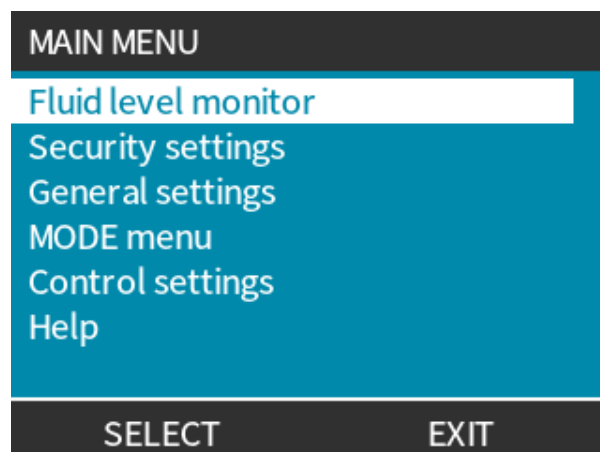 MAIN MENU
Fluid level monitor
Security settings
General settings
MODE menu
Control settings
Help
SELECT EXIT